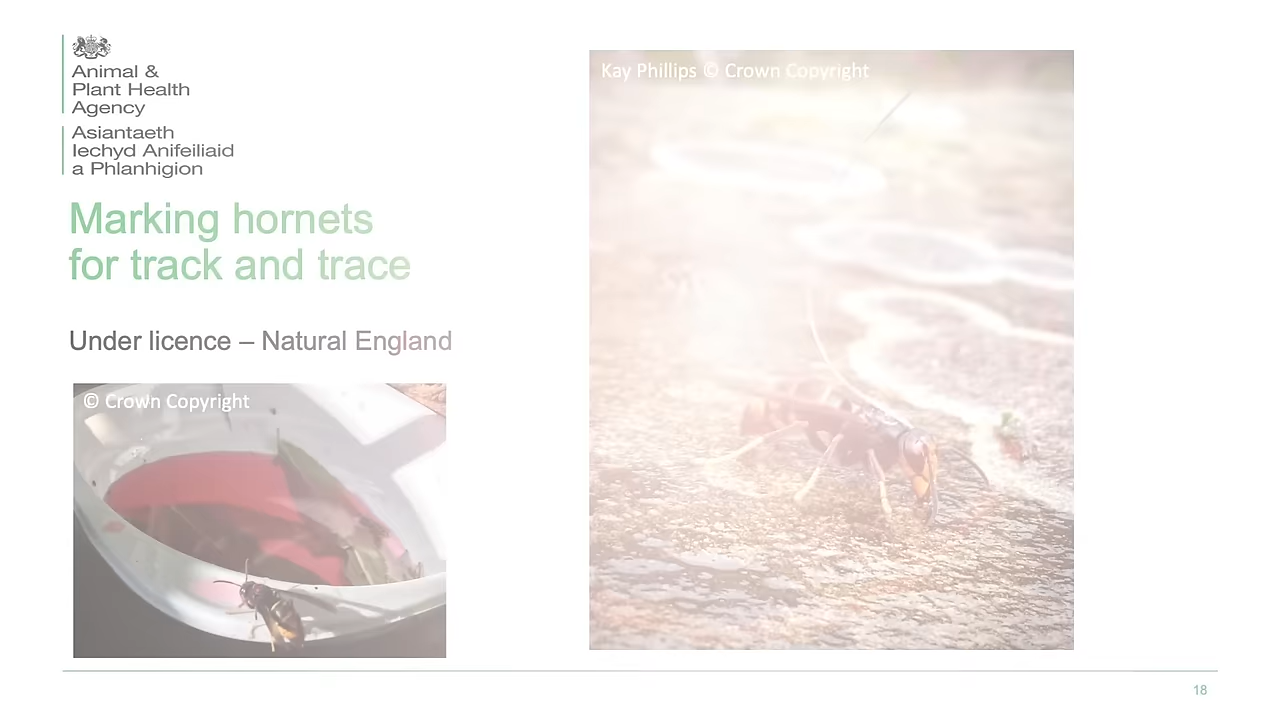 Animal &
Plant Health
Agency
Asiantaeth
Iechyd Anifeiliaid
a Phlanhigion
Marking hornets
for track and trace
Under licence – Natural England
© Crown Copyright
Kay Phillips © Crown Copyright
18